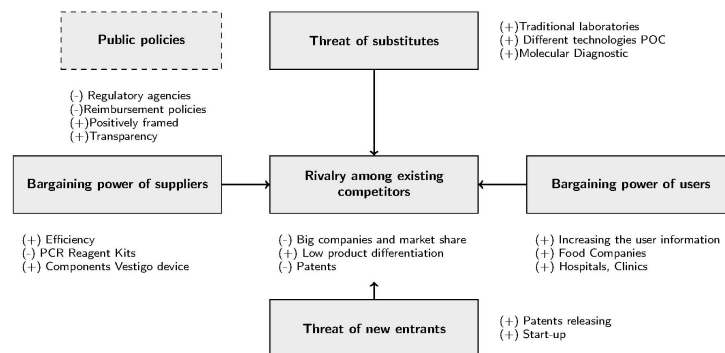 Public policies
Threat of substitutes
(+)Traditional laboratories
(+) Different technologies POC
(+)Molecular Diagnostic
(-) Regulatory agencies
(-)Reimbursement policies
(+)Positively framed
(+)Transparency
Bargaining power of suppliers
Rivalry among existing
competitors
Bargaining power of users
(+) Efficiency
(-) PCR Reagent Kits
(+) Components Vestigo device
(-) Big companies and market share
(+) Low product differentiation
(-) Patents
(+) Increasing the user information
(+) Food Companies
(+) Hospitals, Clinics
Threat of new entrants
(+) Patents releasing
(+) Start-up